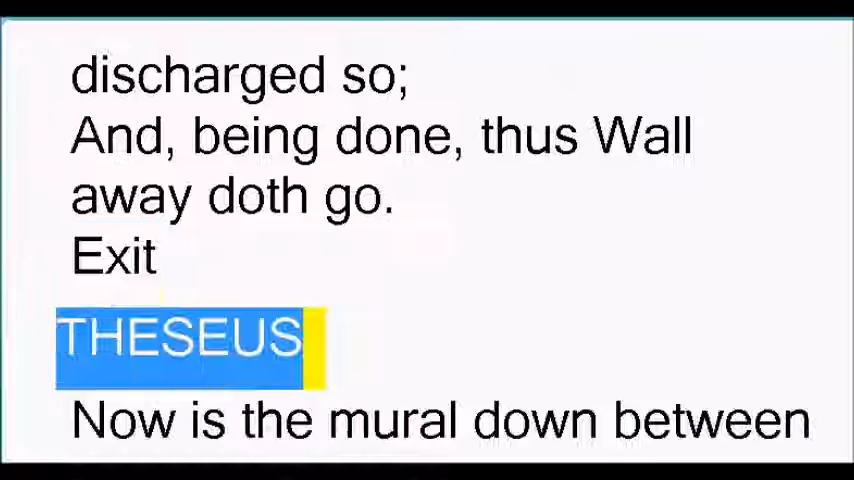 discharged so;
And, being done, thus Wall
away doth go.
Exit
THESEUS
Now is the mural down between